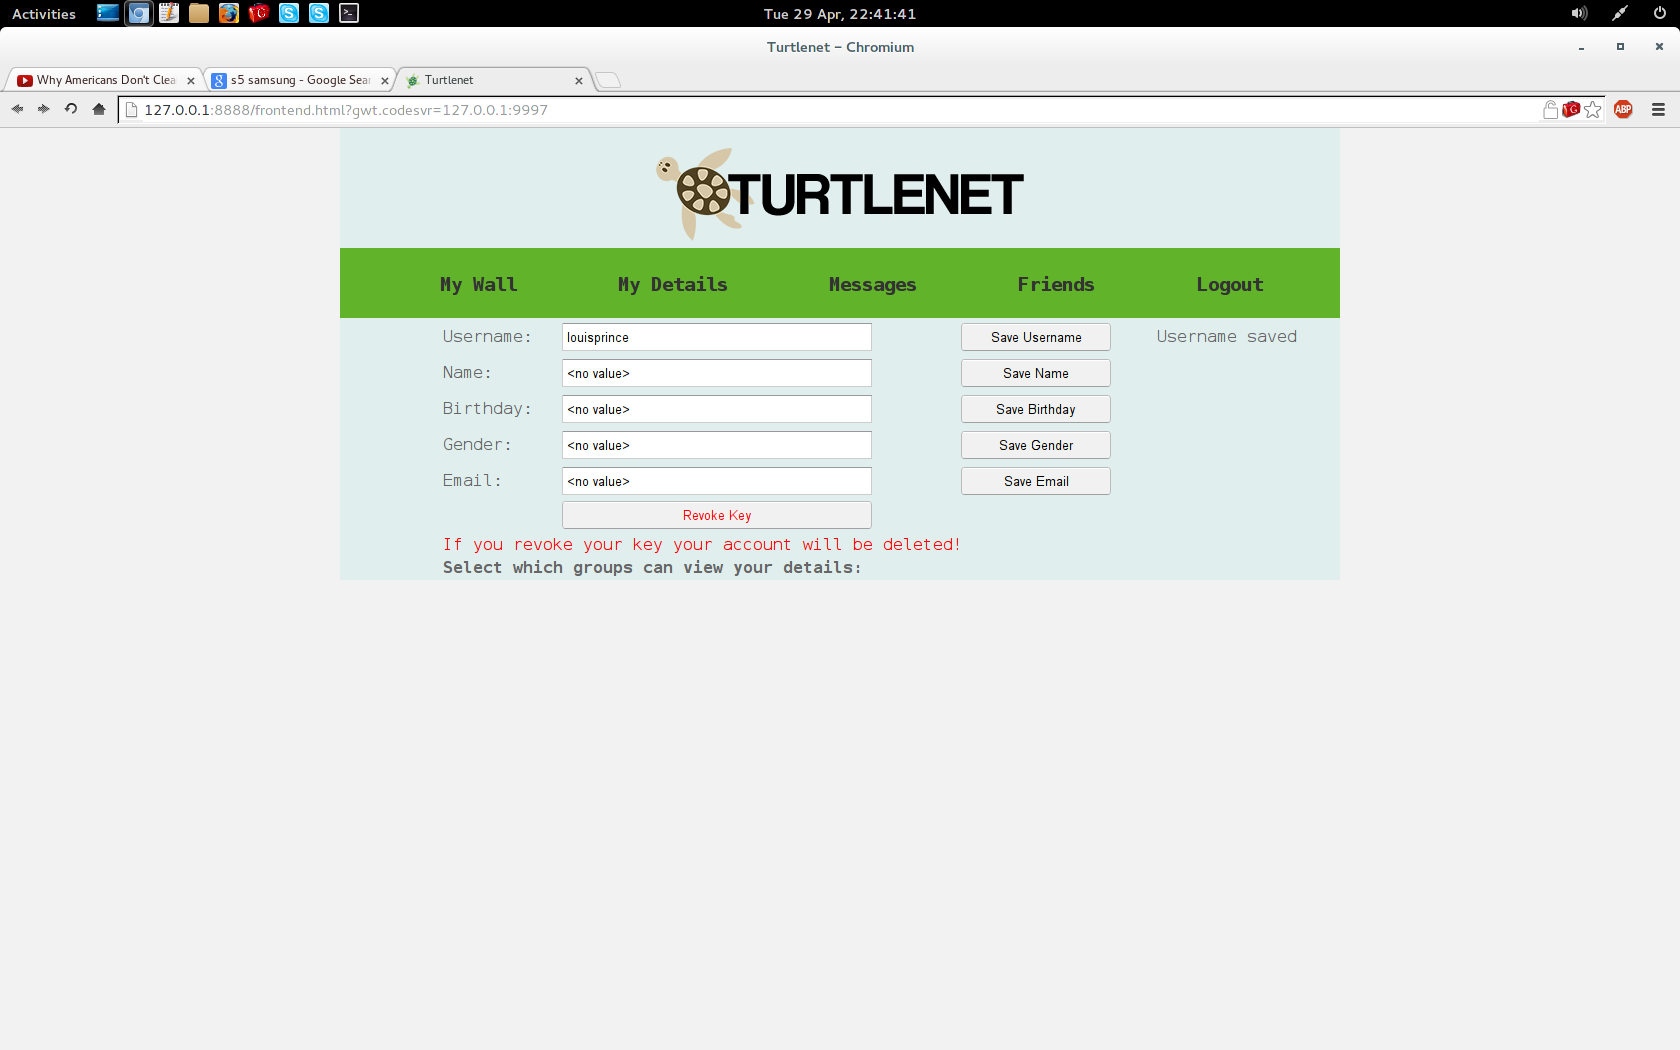 Activities
Tue 29 Apr, 22:41:41
Turtlenet - Chromium
Why Americans Don't Clea
s5 samsung - Google Sear
Turtlenet
127.0.0.1:8888/frontend.html?gwt.codesvr=127.0.0.1:9997
ABP
TURTLENET
My Wall My Details Messages Friends Logout
Username: louisprince Save Username Username saved
Name: <no value> Save Name
Birthday: <no value> Save Birthday
Gender: <no value> Save Gender
Email: <no value> Save Email
Revoke Key
If you revoke your key your account will be deleted!
Select which groups can view your details: